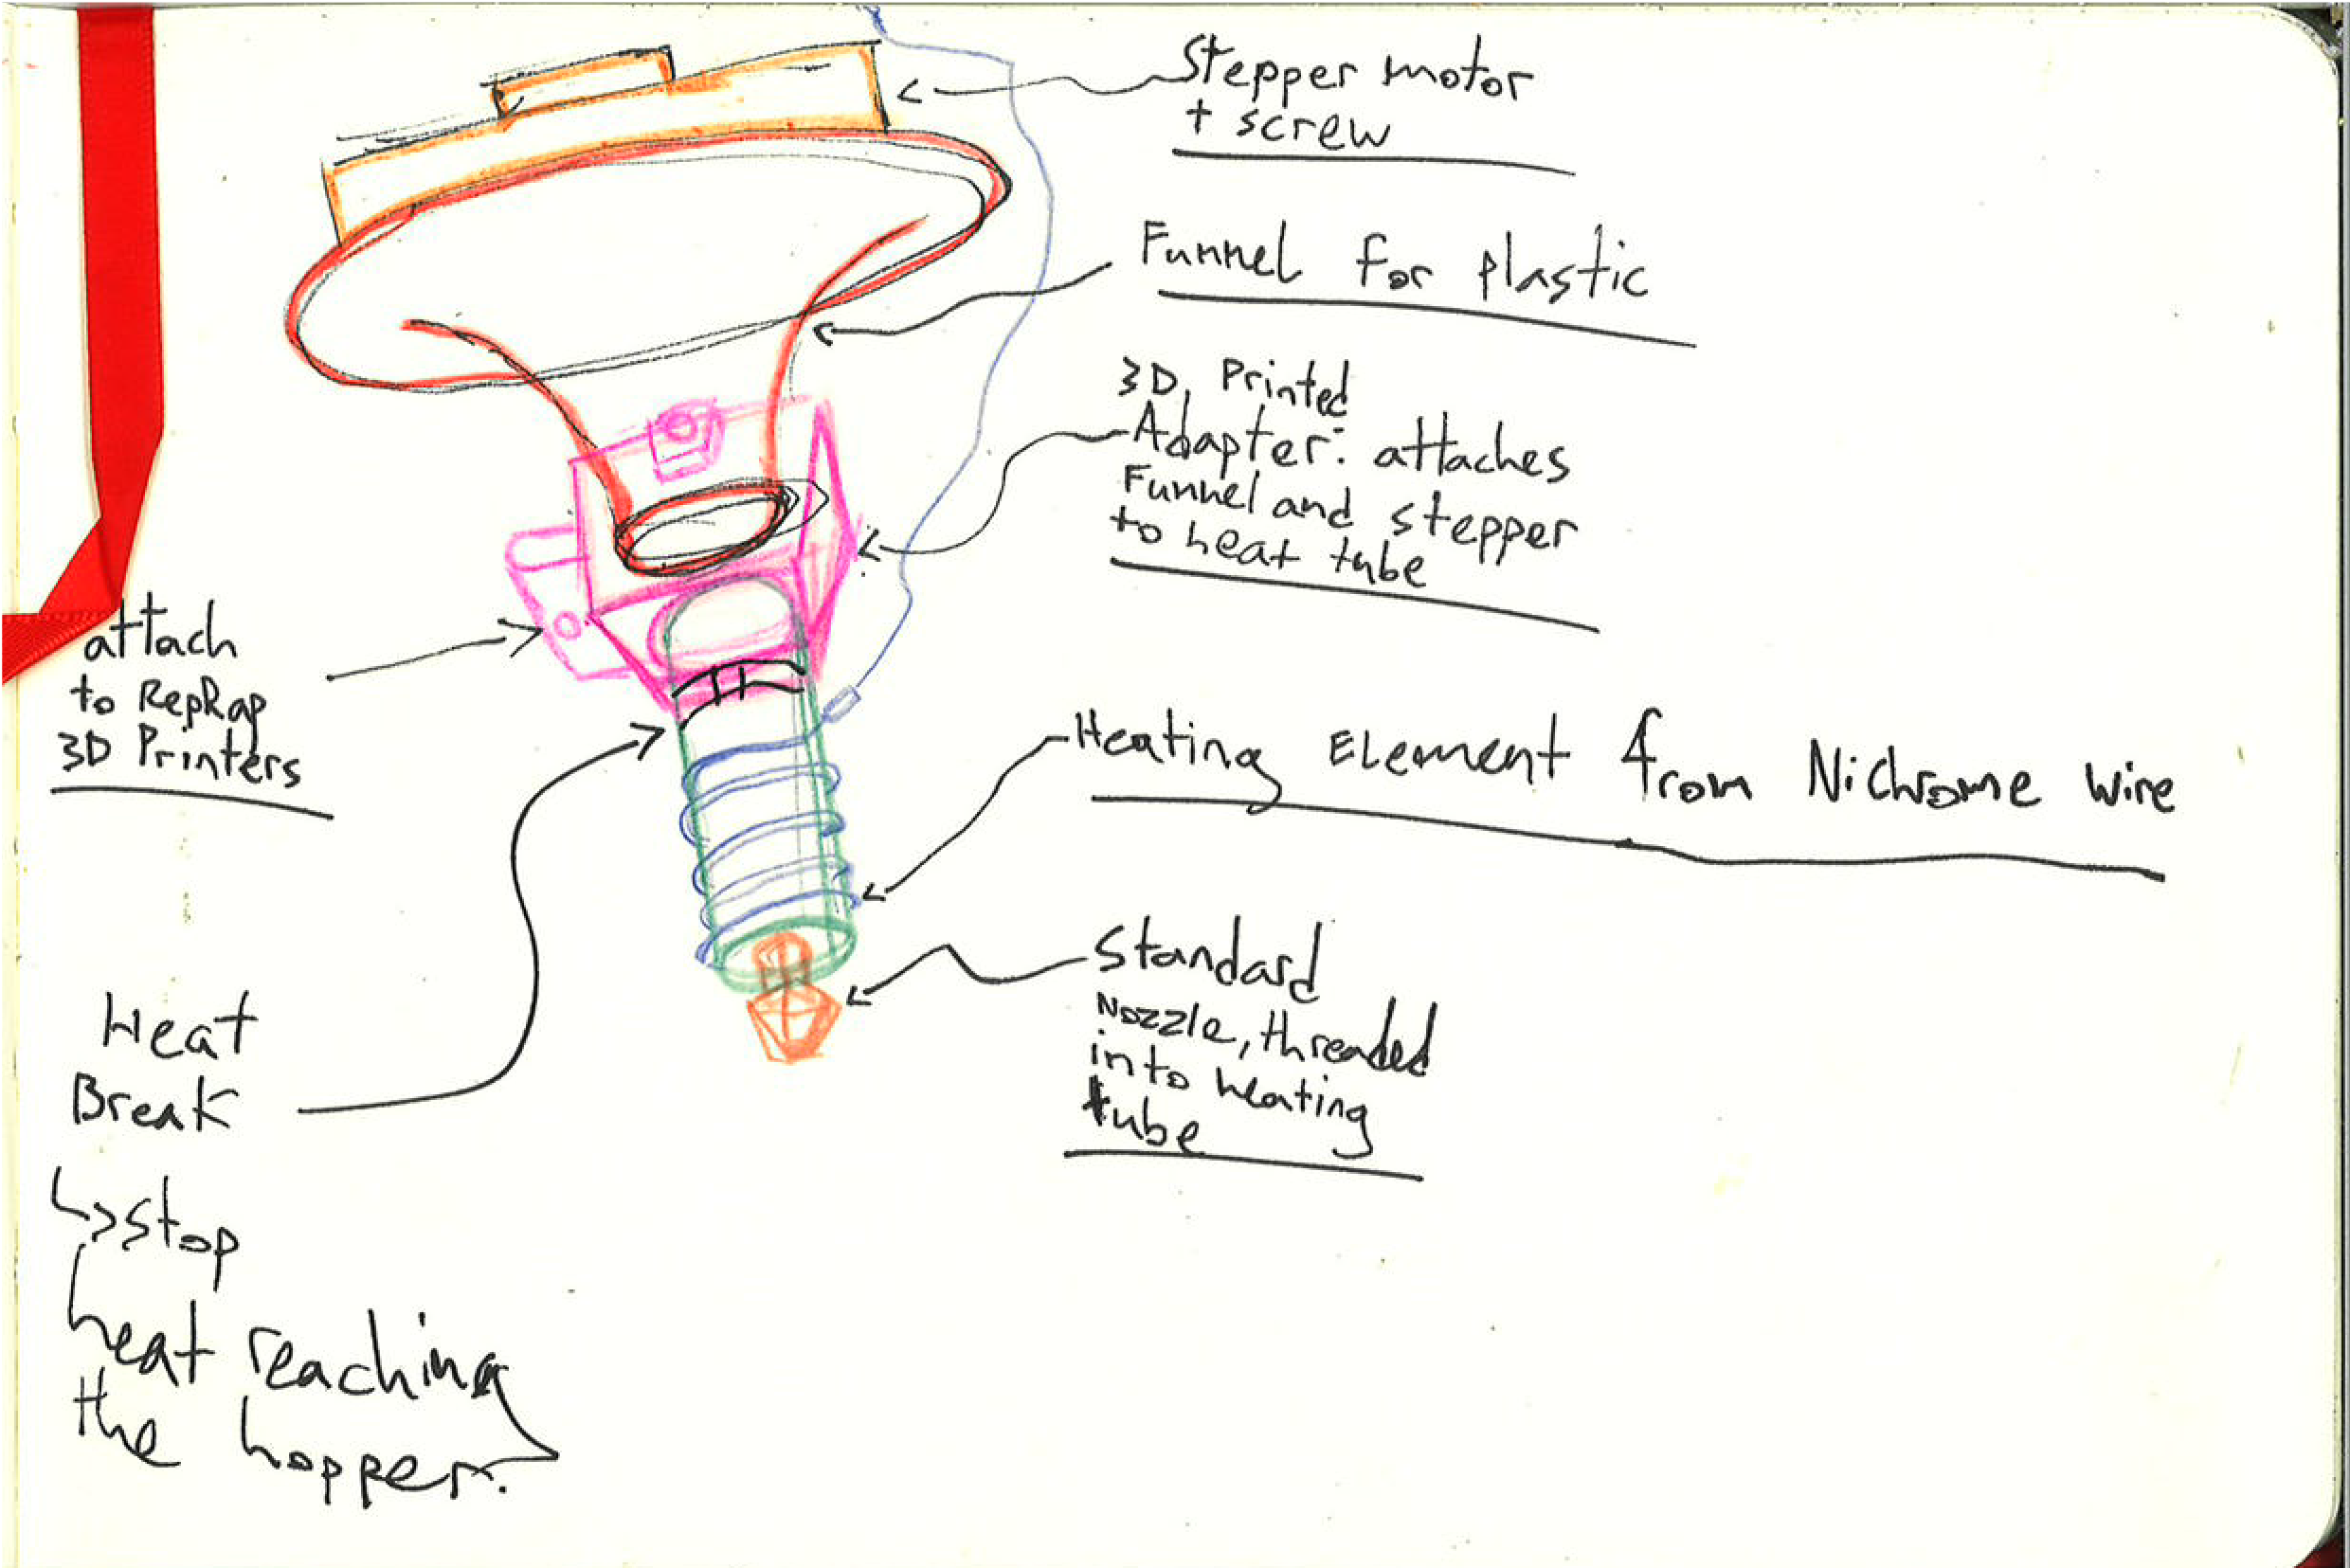 Stepper motor
+ screw
Funnel for plastic
3D Printed
Adapter: attaches
Funnel and stepper
to heat tube
attach
to RepRap
3D Printers
Heating Element from Nichrome wire
Standard
Nozzle, threaded
into heating
tube
Heat
Break
↳ stop
heat reaching
the hopper.